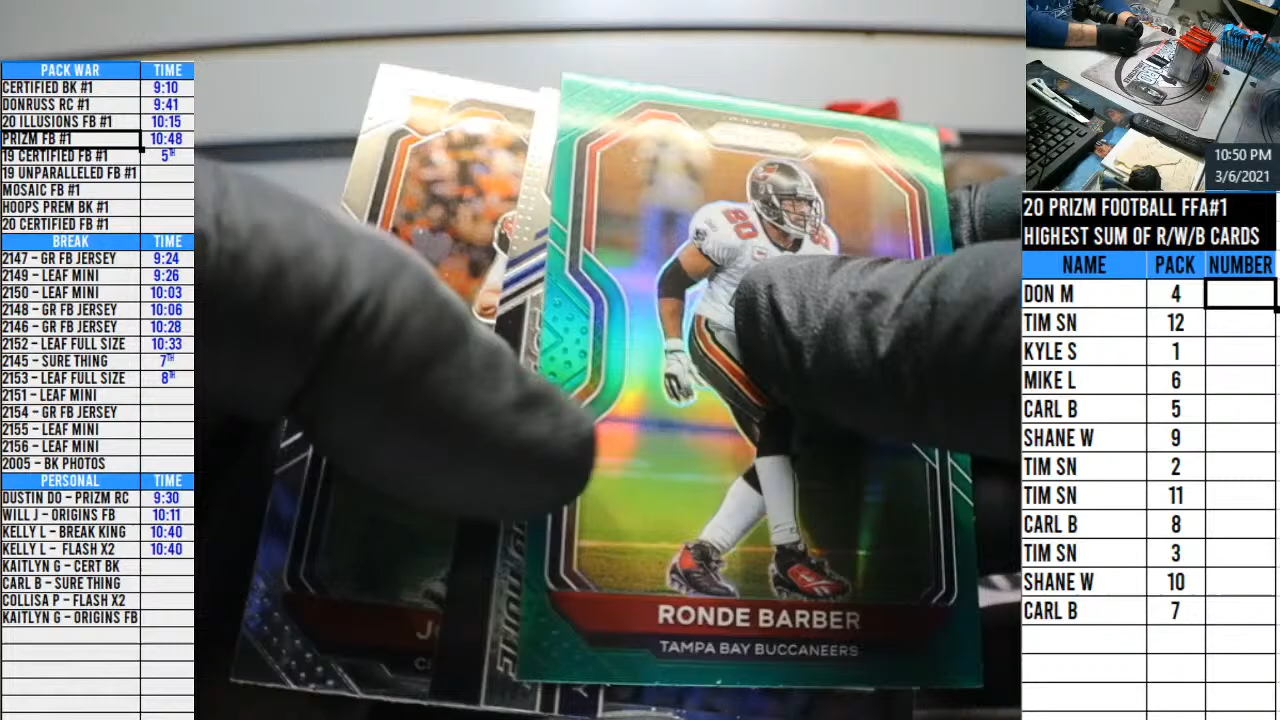 PACK WAR TIME
CERTIFIED BK #1 9:10
DONRUSS RC #1 9:41
20 ILLUSIONS FB #1 10:15
PRIZM FB #1 10:48
19 CERTIFIED FB #1 5TH
19 UNPARALLELED FB #1
MOSAIC FB #1
HOOPS PREM BK #1
20 CERTIFIED FB #1
BREAK TIME
2147 – GR FB JERSEY 9:24
2149 – LEAF MINI 9:26
2150 – LEAF MINI 10:03
2148 – GR FB JERSEY 10:06
2146 – GR FB JERSEY 10:28
2152 – LEAF FULL SIZE 10:33
2145 – SURE THING 7TH
2153 – LEAF FULL SIZE 8TH
2151 – LEAF MINI
2154 – GR FB JERSEY
2155 – LEAF MINI
2156 – LEAF MINI
2005 – BK PHOTOS
PERSONAL TIME
DUSTIN DO – PRIZM RC 9:30
WILL J – ORIGINS FB 10:11
KELLY L – BREAK KING 10:40
KELLY L – FLASH X2 10:40
KAITLYN G – CERT BK
CARL B – SURE THING
COLLISA P – FLASH X2
KAITLYN G – ORIGINS FB
RONDE BARBER
TAMPA BAY BUCCANEERS
10:50 PM
3/6/2021
20 PRIZM FOOTBALL FFA#1
HIGHEST SUM OF R/W/B CARDS
NAME PACK NUMBER
DON M 4
TIM SN 12
KYLE S 1
MIKE L 6
CARL B 5
SHANE W 9
TIM SN 2
TIM SN 11
CARL B 8
TIM SN 3
SHANE W 10
CARL B 7